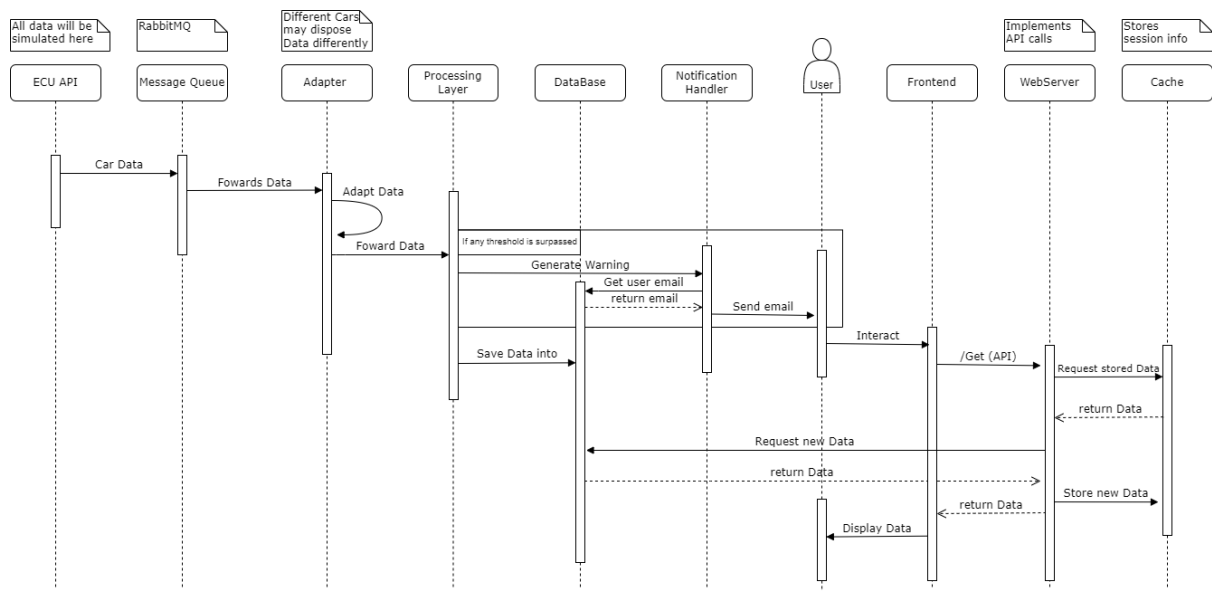 All data will be
simulated here
RabbitMQ
Different Cars
may dispose
Data differently
Implements
API calls
Stores
session info
ECU API
Message Queue
Adapter
Processing
Layer
DataBase
Notification
Handler
User
Frontend
WebServer
Cache
Car Data
Fowards Data
Adapt Data
Foward Data
If any threshold is surpassed
Generate Warning
Get user email
return email
Send email
Interact
Save Data into
/Get (API)
Request stored Data
return Data
Request new Data
return Data
Store new Data
return Data
Display Data